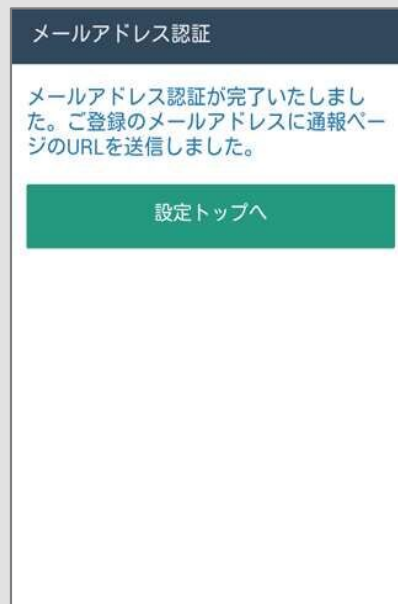 メールアドレス認証
メールアドレス認証が完了いたしまし
た。ご登録のメールアドレスに通報ペー
ジのURLを送信しました。
設定トップへ